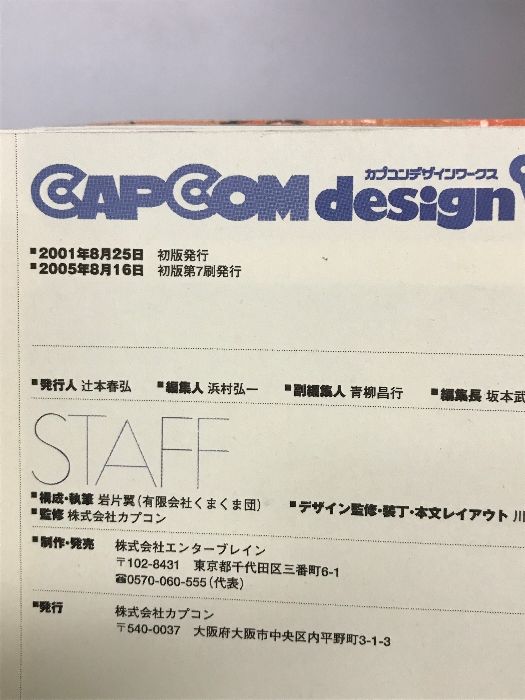 カプコンデザインワークス
CAPCOM design
■2001年8月25日 初版発行
■2005年8月16日 初版第7刷発行
■発行人 辻本春弘 ■編集人 浜村弘一 ■副編集人 青柳昌行 ■編集長 坂本武
STAFF
■構成・執筆 岩片翼(有限会社くまくま団) ■デザイン監修・装丁・本文レイアウト 川
■監修 株式会社カプコン
■制作・発売 株式会社エンターブレイン
〒102-8431 東京都千代田区三番町6-1
☎0570-060-555(代表)
■発行 株式会社カプコン
〒540-0037 大阪府大阪市中央区内平野町3-1-3